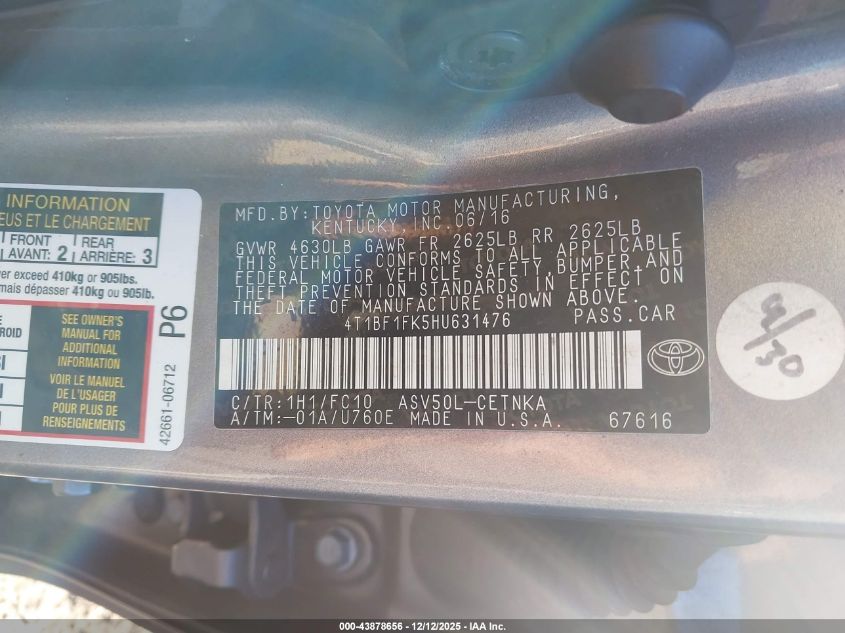 INFORMATION
EUS ET LE CHARGEMENT
FRONT
AVANT: 2
REAR
ARRIÈRE: 3
er exceed 410kg or 905lbs.
mais dépasser 410kg ou 905lb.
SEE OWNER'S
MANUAL FOR
ADDITIONAL
INFORMATION
VOIR LE MANUEL
DE L'USAGER
POUR PLUS DE
RENSEIGNEMENTS
P6
42661-06712
MFD.BY:TOYOTA MOTOR MANUFACTURING,
KENTUCKY, INC.06/16
GVWR 4630LB GAWR FR 2625LB RR 2625LB
THIS VEHICLE CONFORMS TO ALL APPLICABLE
FEDERAL MOTOR VEHICLE SAFETY,BUMPER,AND
THEFT PREVENTION STANDARDS IN EFFECT ON
THE DATE OF MANUFACTURE SHOWN ABOVE.
4T1BF1FK5HU631476 PASS.CAR
C/TR:1H1/FC10 ASV50L-CETNKA
A/TM:-01A/U760E MADE IN U.S.A. 67616
9/30
000-43878656 - 12/12/2025 - IAA Inc.